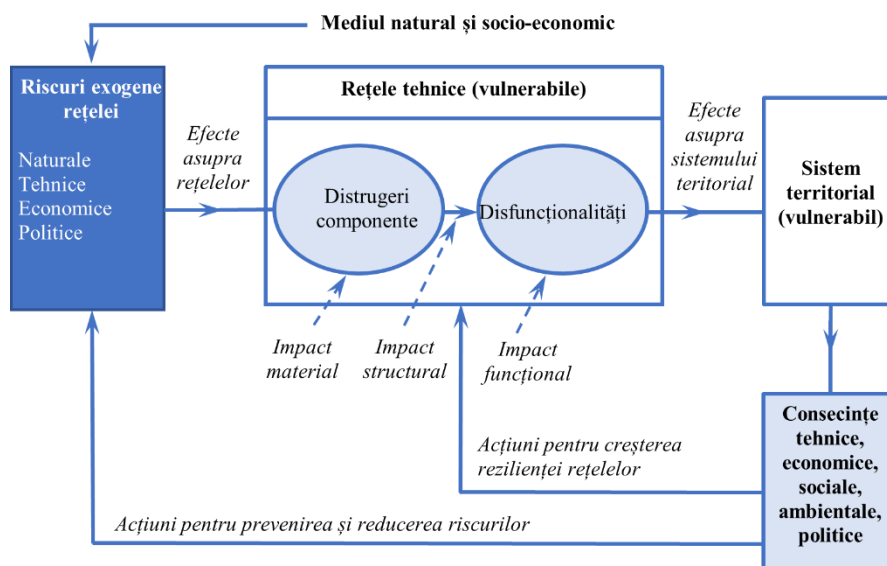 Mediul natural și socio-economic
Riscuri exogene
rețelei
Naturale
Tehnice
Economice
Politice
Efecte
asupra
rețelelor
Rețele tehnice (vulnerabile)
Distrugeri
componente
Disfuncționalități
Impact
material
Impact
structural
Impact
funcțional
Efecte
asupra
sistemului
teritorial
Sistem
territorial
(vulnerabil)
Consecințe
tehnice,
economice,
sociale,
ambientale,
politice
Acțiuni pentru creșterea
rezilienței rețelelor
Acțiuni pentru prevenirea și reducerea riscurilor